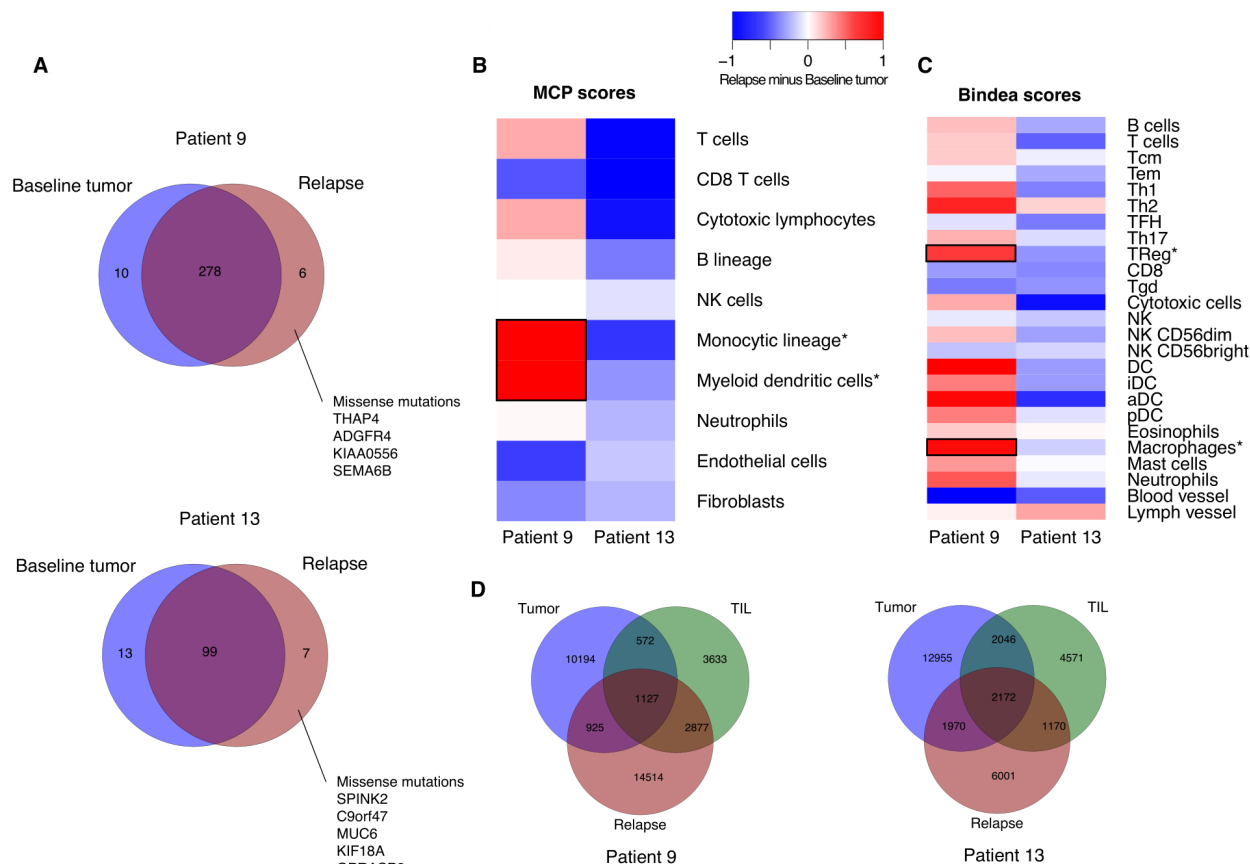 A
Patient 9
Baseline tumor
Relapse
10
278
6
Missense mutations
THAP4
ADGFR4
KIAA0556
SEMA6B
Patient 13
Baseline tumor
Relapse
13
99
7
Missense mutations
SPINK2
C9orf47
MUC6
KIF18A
−1
0
1
Relapse minus Baseline tumor
B
MCP scores
T cells
CD8 T cells
Cytotoxic lymphocytes
B lineage
NK cells
Monocytic lineage*
Myeloid dendritic cells*
Neutrophils
Endothelial cells
Fibroblasts
Patient 9
Patient 13
C
Bindea scores
B cells
T cells
Tcm
Tem
Th1
Th2
TFH
Th17
TReg*
CD8
Tgd
Cytotoxic cells
NK
NK CD56dim
NK CD56bright
DC
iDC
aDC
pDC
Eosinophils
Macrophages*
Mast cells
Neutrophils
Blood vessel
Lymph vessel
Patient 9
Patient 13
D
Tumor
TIL
572
10194
3633
1127
925
2877
14514
Relapse
Patient 9
Tumor
TIL
2046
12955
4571
2172
1970
1170
6001
Relapse
Patient 13